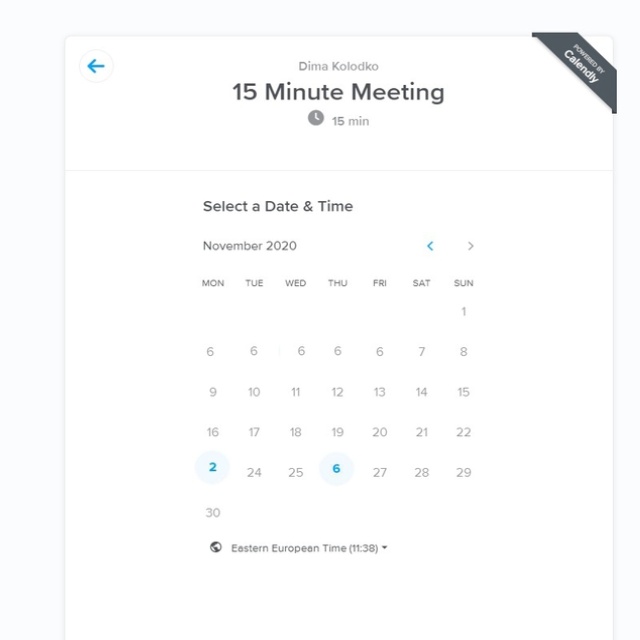 POWERED BY
Calendly
Dima Kolodko
15 Minute Meeting
15 min
Select a Date & Time
November 2020
MON TUE WED THU FRI SAT SUN
1
6 6 6 6 6 7 8
9 10 11 12 13 14 15
16 17 18 19 20 21 22
2 24 25 6 27 28 29
30
Eastern European Time (11:38)